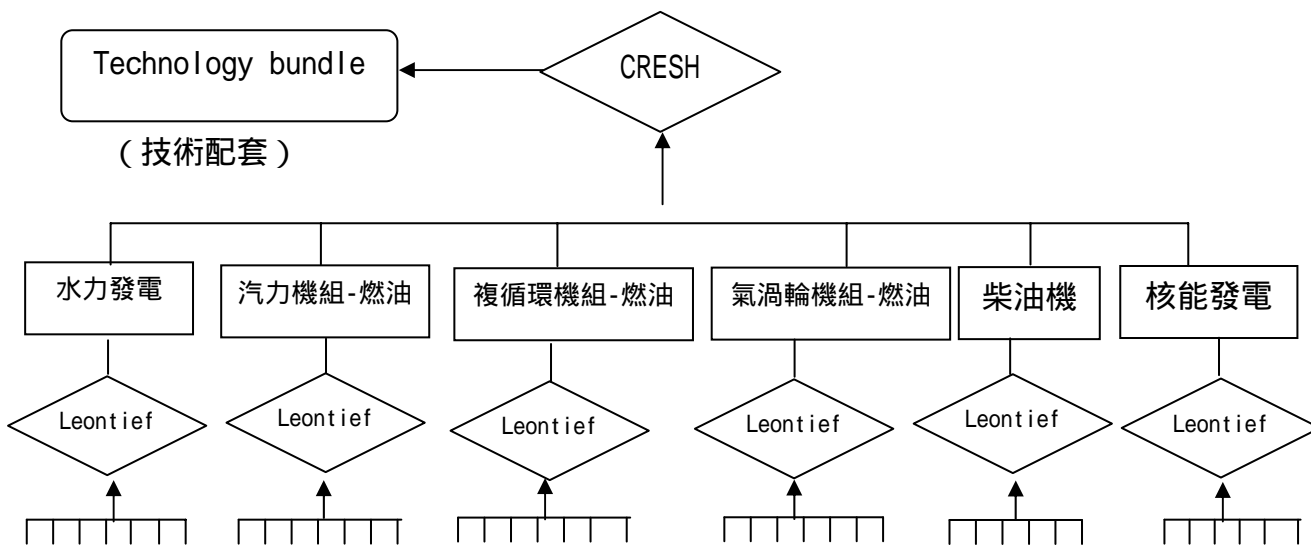 Technology bundle
CRESH
（技術配套）
水力發電
汽力機組-燃油
複循環機組-燃油
氣渦輪機組-燃油
柴油機
核能發電
Leontief
Leontief
Leontief
Leontief
Leontief
Leontief